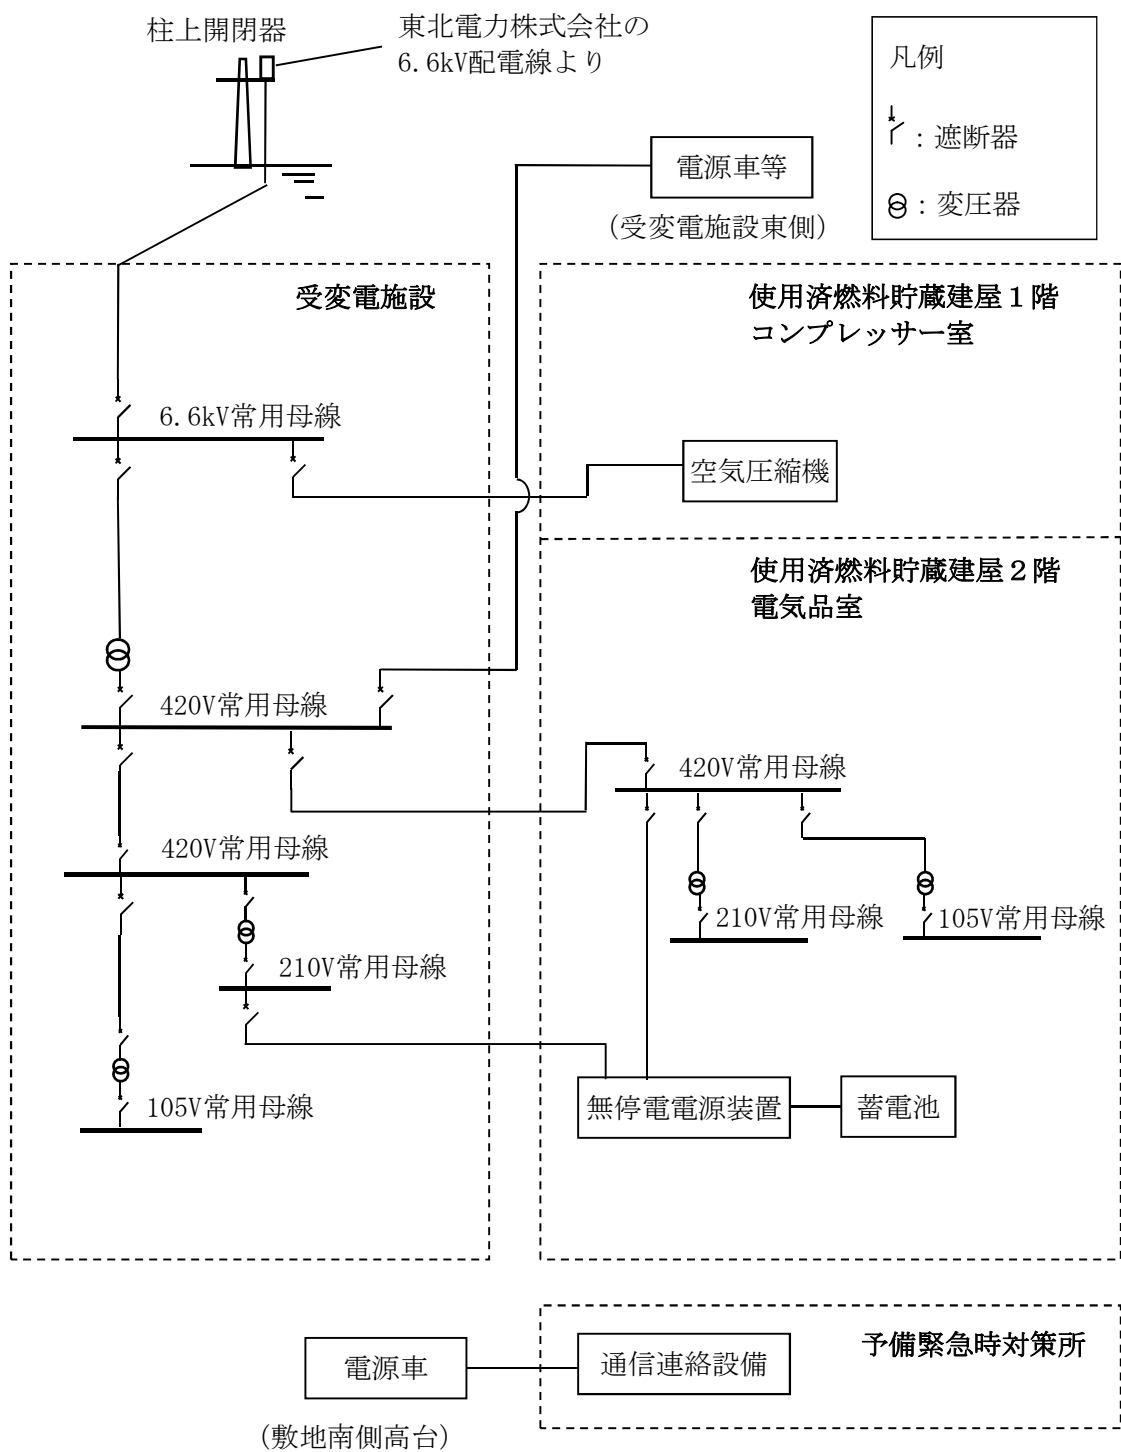 柱上開閉器
東北電力株式会社の
6.6kV配電線より
凡例
：遮断器
：変圧器
電源車等
(受変電施設東側)
受変電施設
使用済燃料貯蔵建屋１階
コンプレッサー室
6.6kV常用母線
空気圧縮機
使用済燃料貯蔵建屋２階
電気品室
420V常用母線
420V常用母線
420V常用母線
210V常用母線
105V常用母線
210V常用母線
105V常用母線
無停電電源装置
蓄電池
予備緊急時対策所
電源車
通信連絡設備
(敷地南側高台)